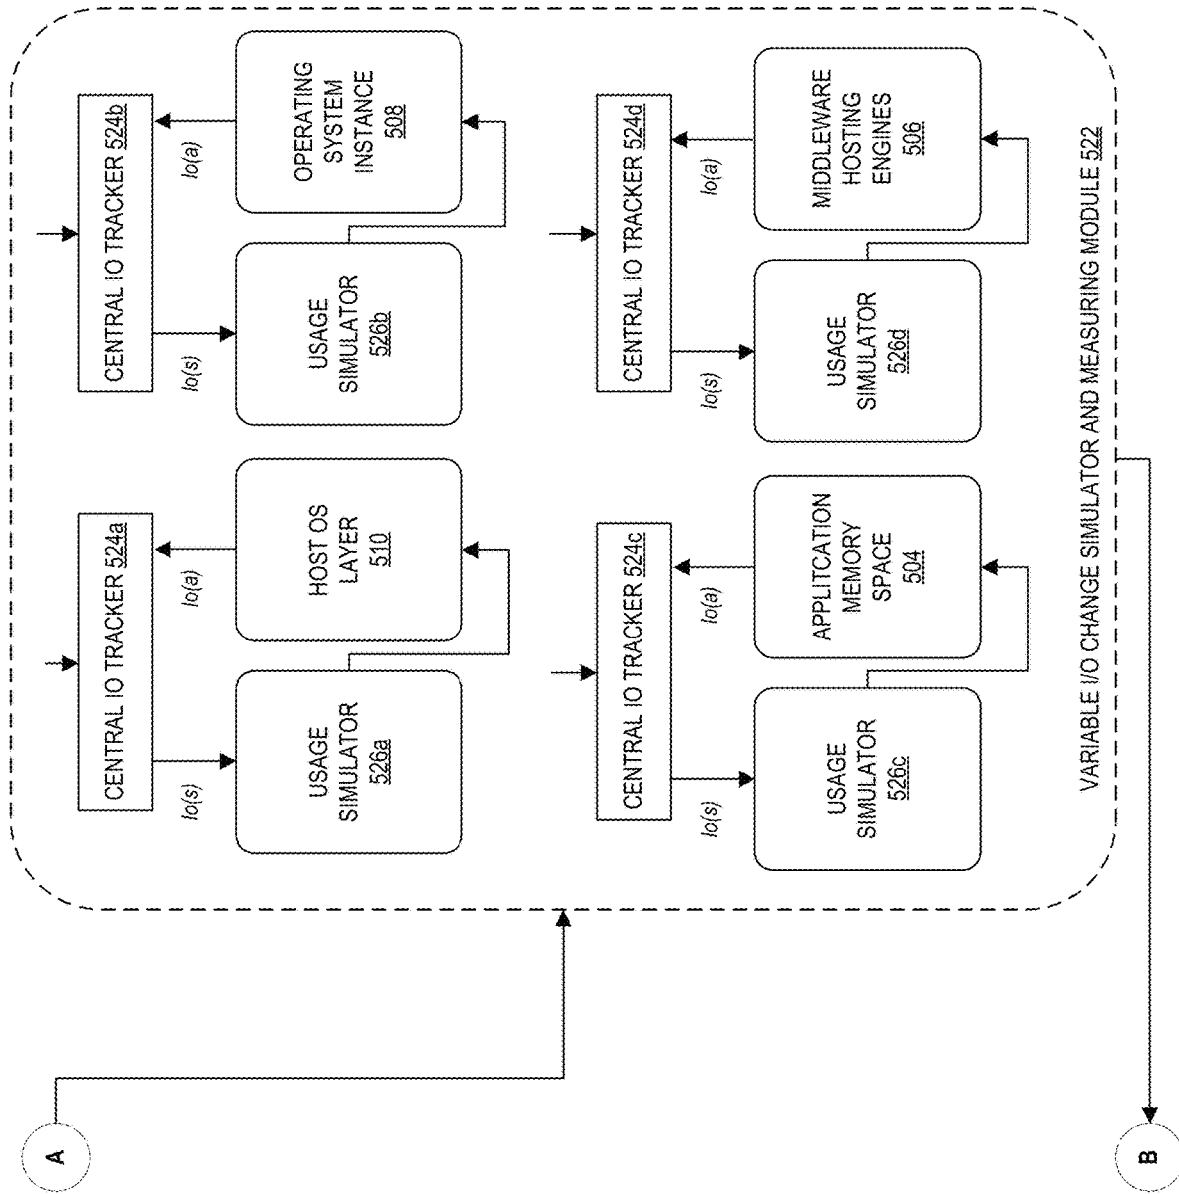 A
CENTRAL IO TRACKER 524a
Io(s)
Io(a)
USAGE
SIMULATOR
526a
HOST OS
LAYER
510
CENTRAL IO TRACKER 524b
Io(s)
Io(a)
USAGE
SIMULATOR
526b
OPERATING
SYSTEM
INSTANCE
508
CENTRAL IO TRACKER 524c
Io(s)
Io(a)
USAGE
SIMULATOR
526c
APPLITCATION
MEMORY
SPACE
504
CENTRAL IO TRACKER 524d
Io(s)
Io(a)
USAGE
SIMULATOR
526d
MIDDLEWARE
HOSTING
ENGINES
506
VARIABLE I/O CHANGE SIMULATOR AND MEASURING MODULE 522
B